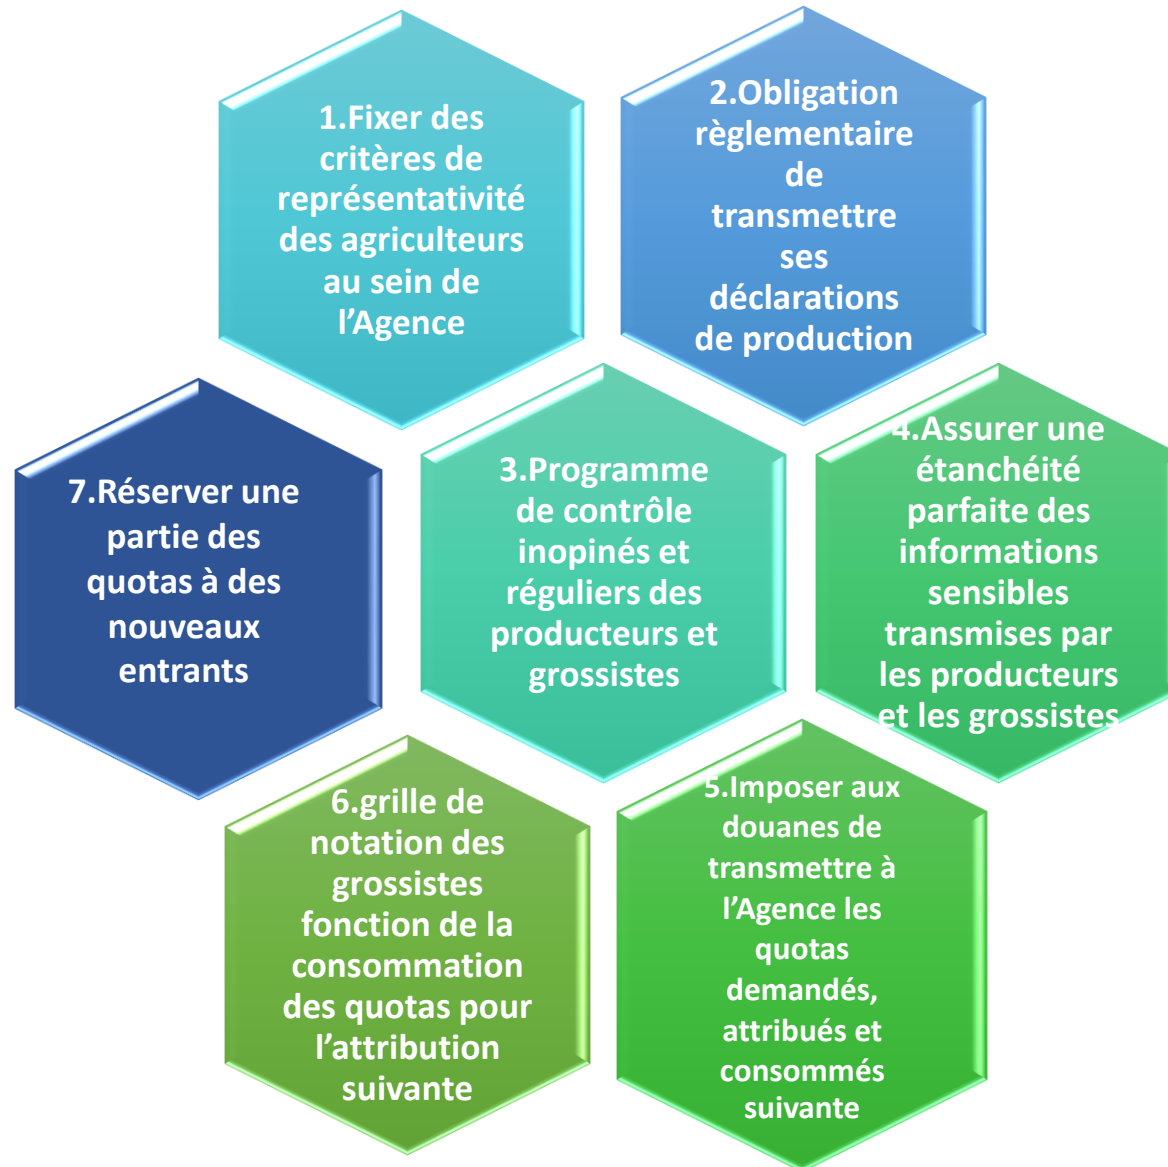 1.Fixer des
critères de
représentativité
des agriculteurs
au sein de
l’Agence
2.Obligation
règlementaire
de
transmettre
ses
déclarations
de production
3.Programme
de contrôle
inopinés et
réguliers des
producteurs et
grossistes
4.Assurer une
étanchéité
parfaite des
informations
sensibles
transmises par
les producteurs
et les grossistes
5.Imposer aux
douanes de
transmettre à
l’Agence les
quotas
demandés,
attribués et
consommés
suivante
6.grille de
notation des
grossistes
fonction de la
consommation
des quotas pour
l’attribution
suivante
7.Réserver une
partie des
quotas à des
nouveaux
entrants